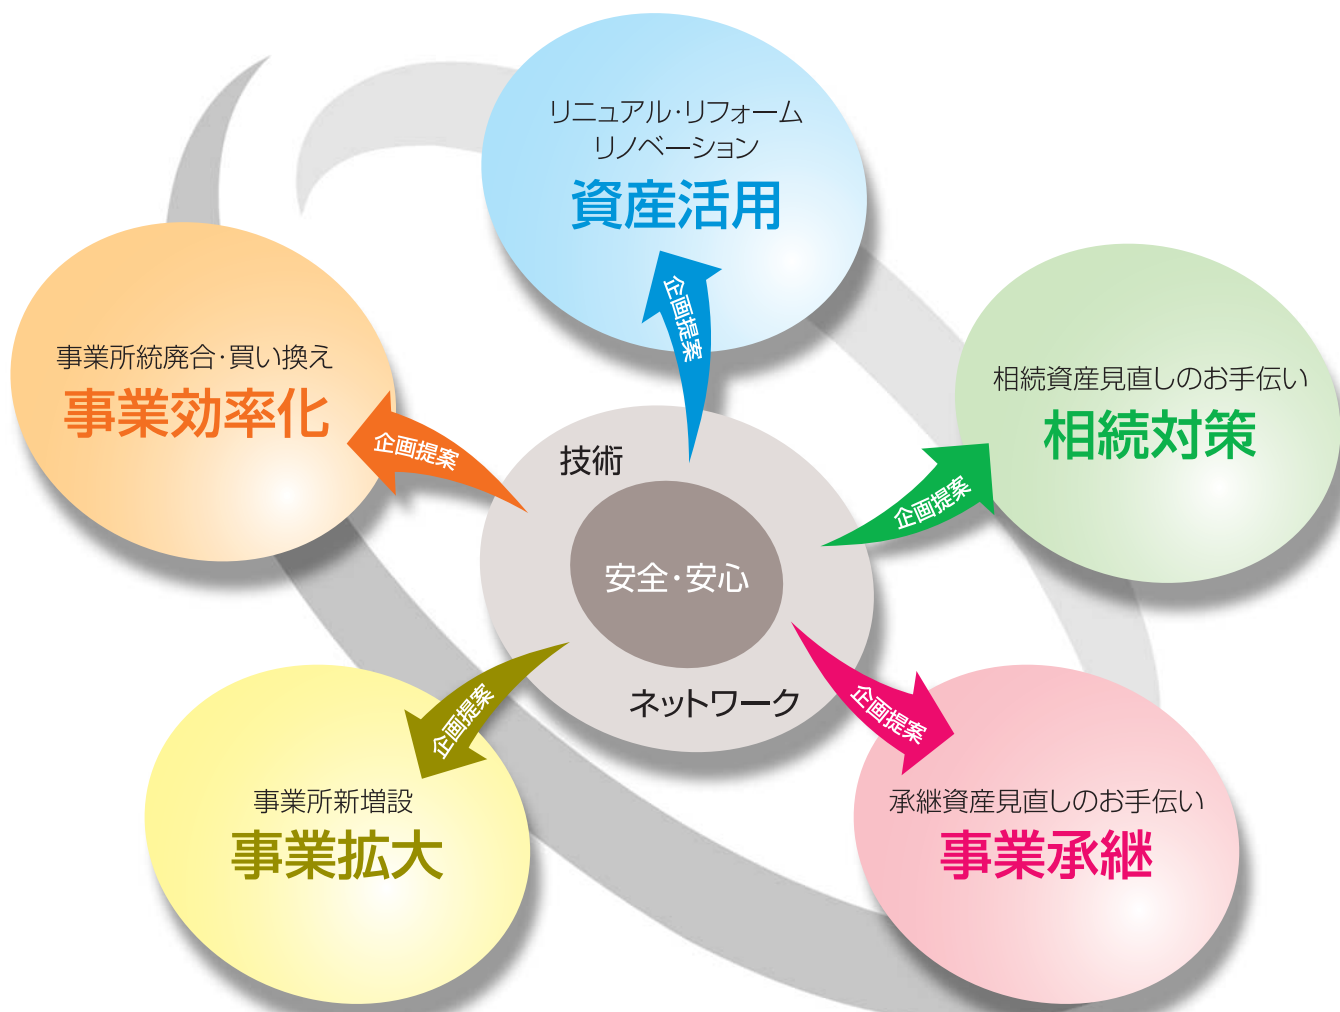 リニュアル・リフォーム
リノベーション
資産活用
企画提案
事業所統廃合・買い換え
事業効率化
企画提案
相続資産見直しのお手伝い
相続対策
企画提案
技術
安全・安心
ネットワーク
企画提案
事業所新増設
事業拡大
企画提案
承継資産見直しのお手伝い
事業承継